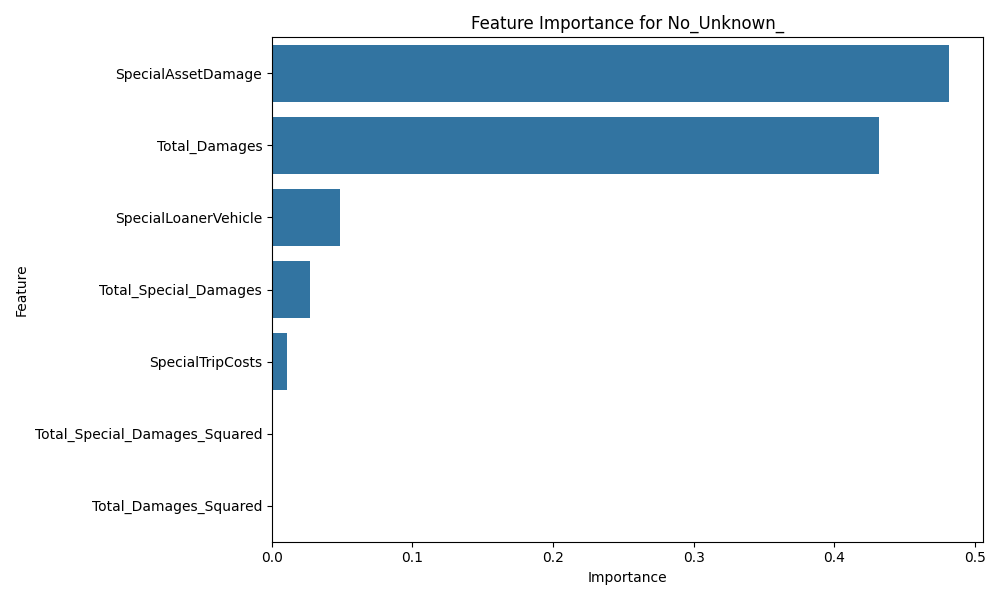 Feature Importance for No_Unknown_
SpecialAssetDamage
Total_Damages
SpecialLoanerVehicle
Total_Special_Damages
SpecialTripCosts
Total_Special_Damages_Squared
Total_Damages_Squared
Feature
0.0 0.1 0.2 0.3 0.4 0.5
Importance